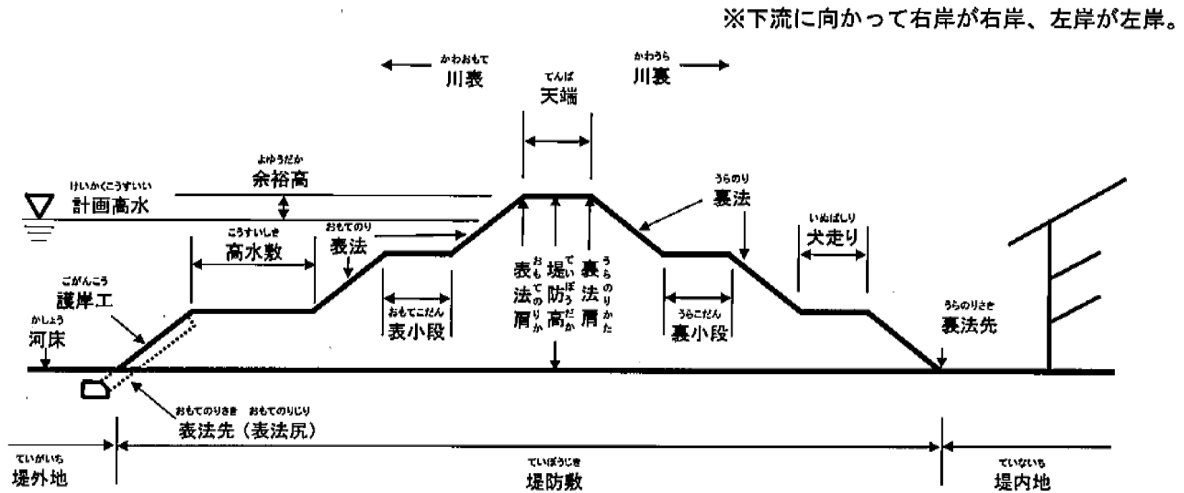 ※下流に向かって右岸が右岸、左岸が左岸。
かわおもて
川表
てんば
天端
かわうら
川裏
よゆうだか
余裕高
けいかくこうすいい
計画高水
こうすいしき
高水敷
おもてのり
表法
うらのり
裏法
いぬばしり
犬走り
ごがんこう
護岸工
かしょう
河床
おもてこだん
表小段
おもてのりか
表法肩
ていぼうだか
堤防高
うらのりかた
裏法肩
うらこだん
裏小段
うらのりさき
裏法先
おもてのりさき おもてのりじり
表法先(表法尻)
ていがいち
堤外地
ていぼうじき
堤防敷
ていないち
堤内地